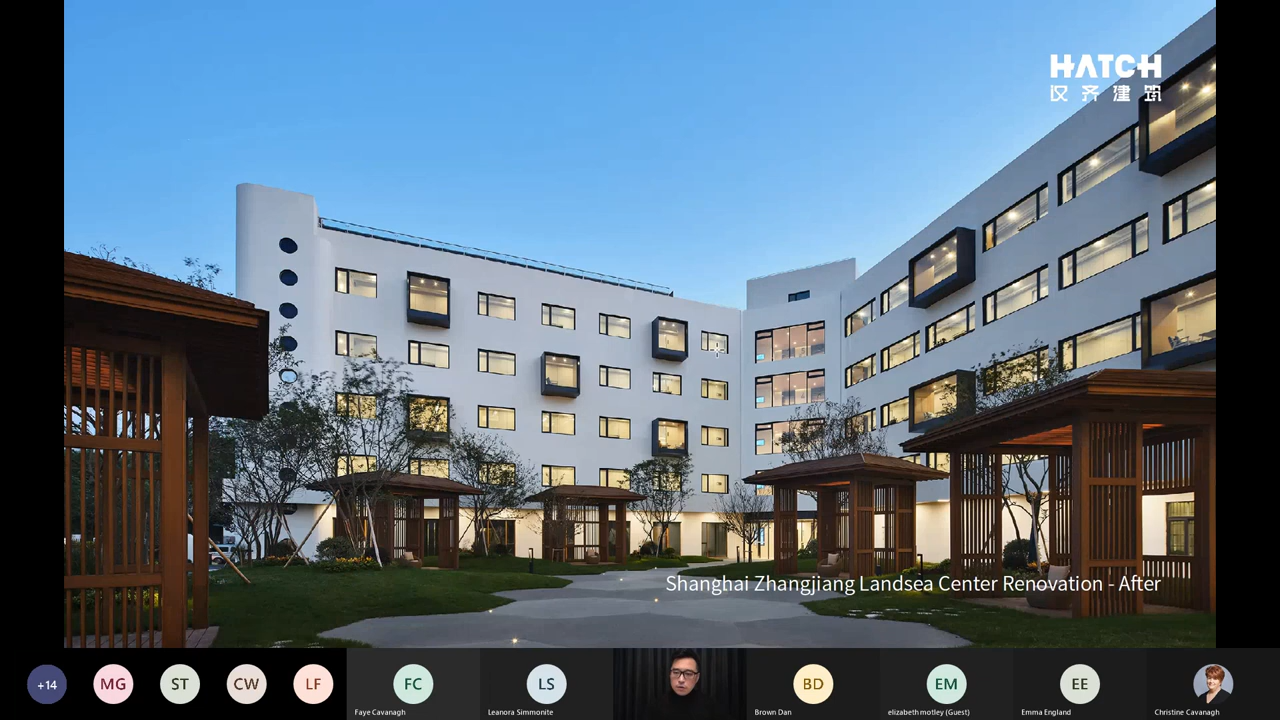 HATCH
汉齐建筑
Shanghai Zhangjiang Landsea Center Renovation - After
+14
MG
ST
CW
LF
FC
LS
BD
EM
EE
Faye Cavanagh
Leanora Simmonite
Brown Dan
elizabeth motley (Guest)
Emma England
Christine Cavanagh